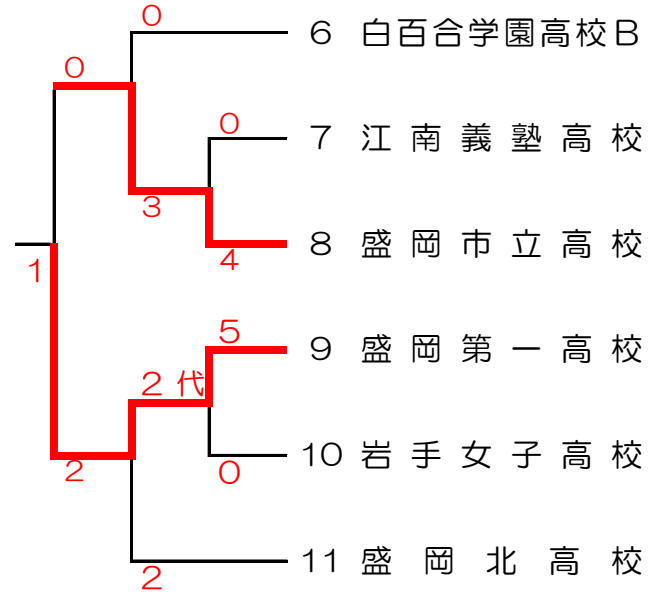 0
6 白百合学園高校B
0
0
7 江南義塾高校
3
8 盛岡市立高校
4
1
5
9 盛岡第一高校
2代
2
10 岩手女子高校
0
11 盛岡北高校
2